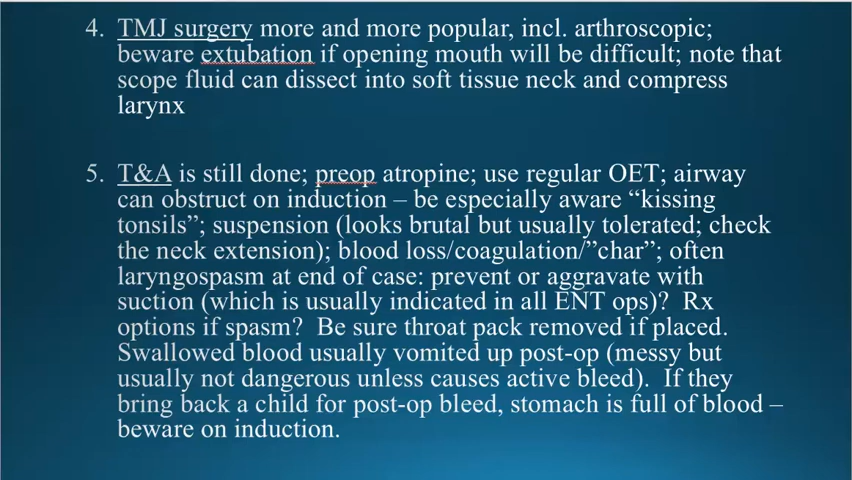 4. TMJ surgery more and more popular, incl. arthroscopic;
beware extubation if opening mouth will be difficult; note that
scope fluid can dissect into soft tissue neck and compress
larynx
5. T&A is still done; preop atropine; use regular OET; airway
can obstruct on induction – be especially aware “kissing
tonsils”; suspension (looks brutal but usually tolerated; check
the neck extension); blood loss/coagulation/”char”; often
laryngospasm at end of case: prevent or aggravate with
suction (which is usually indicated in all ENT ops)?  Rx
options if spasm?  Be sure throat pack removed if placed.
Swallowed blood usually vomited up post-op (messy but
usually not dangerous unless causes active bleed).  If they
bring back a child for post-op bleed, stomach is full of blood –
beware on induction.